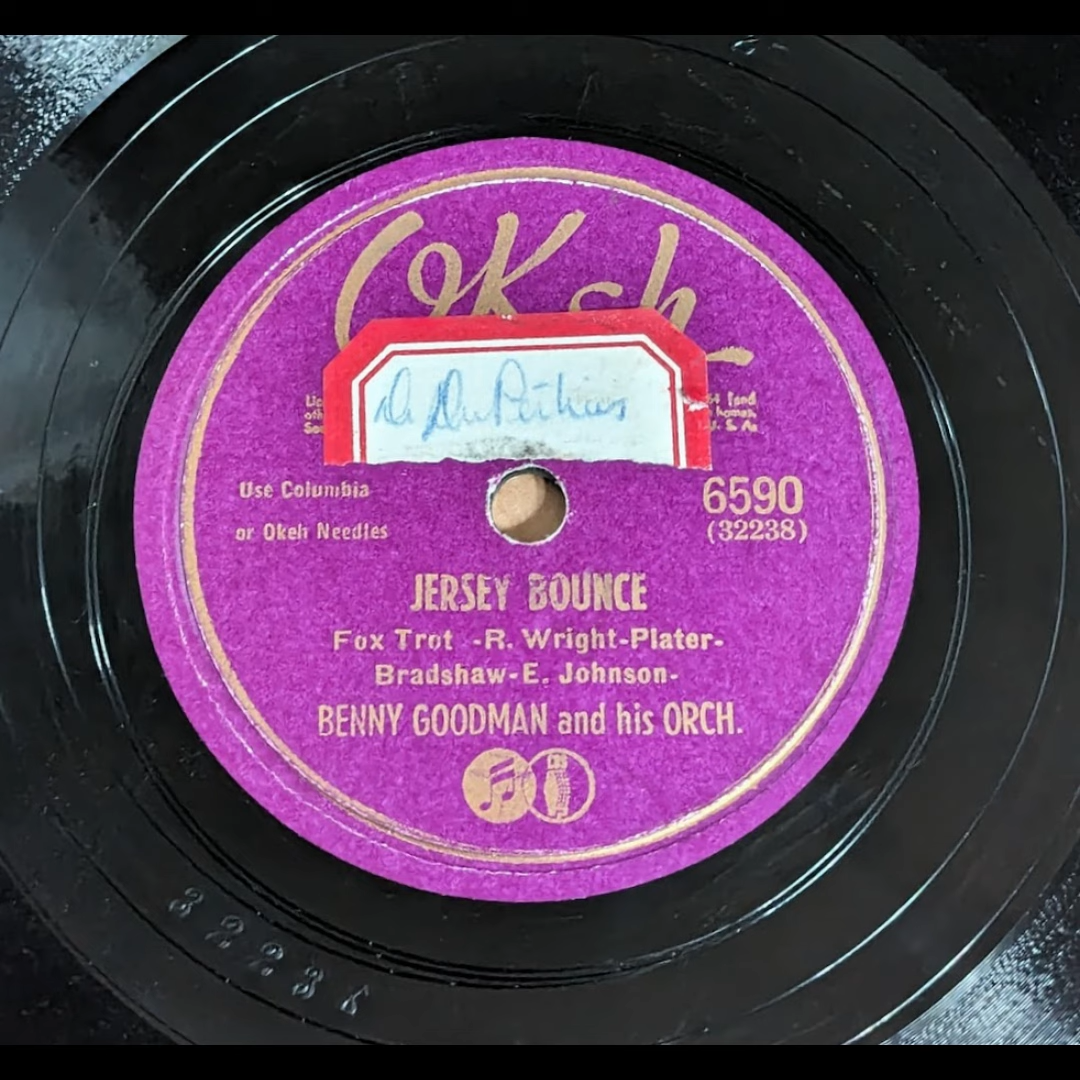 OKeh
Use Columbia
or Okeh Needles
6590
(32238)
JERSEY BOUNCE
Fox Trot -R. Wright-Plater-
Bradshaw-E. Johnson-
BENNY GOODMAN and his ORCH.
CBS